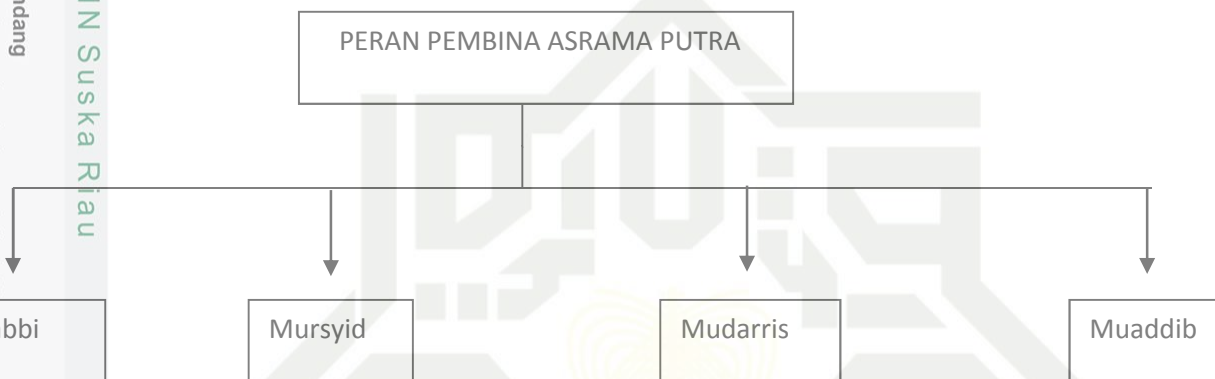 PERAN PEMBINA ASRAMA PUTRA
bbi
Mursyid
Mudarris
Muaddib
ndang
N Suska Riau